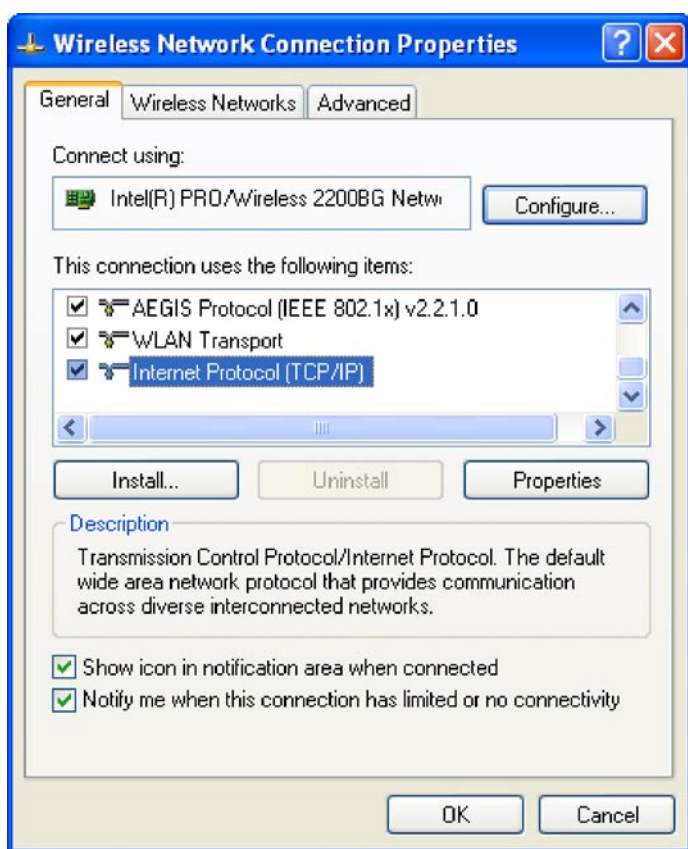 Wireless Network Connection Properties
General Wireless Networks Advanced
Connect using:
Intel(R) PRO/Wireless 2200BG Netw
Configure...
This connection uses the following items:
AEGIS Protocol (IEEE 802.1x) v2.2.1.0
WLAN Transport
Internet Protocol (TCP/IP)
Install... Uninstall Properties
Description
Transmission Control Protocol/Internet Protocol. The default
wide area network protocol that provides communication
across diverse interconnected networks.
Show icon in notification area when connected
Notify me when this connection has limited or no connectivity
OK Cancel